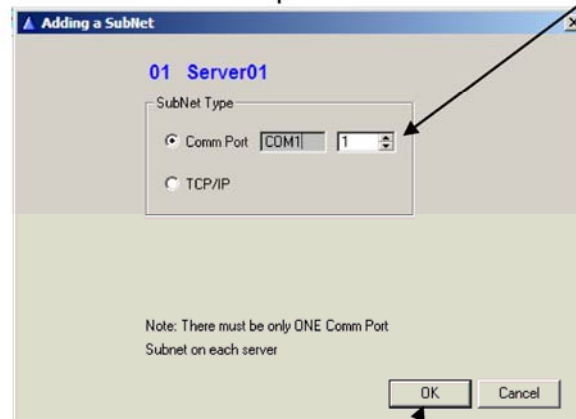 Adding a SubNet
01 Server01
SubNet Type
Comm Port COM1 1
TCP/IP
Note: There must be only ONE Comm Port
Subnet on each server
OK Cancel